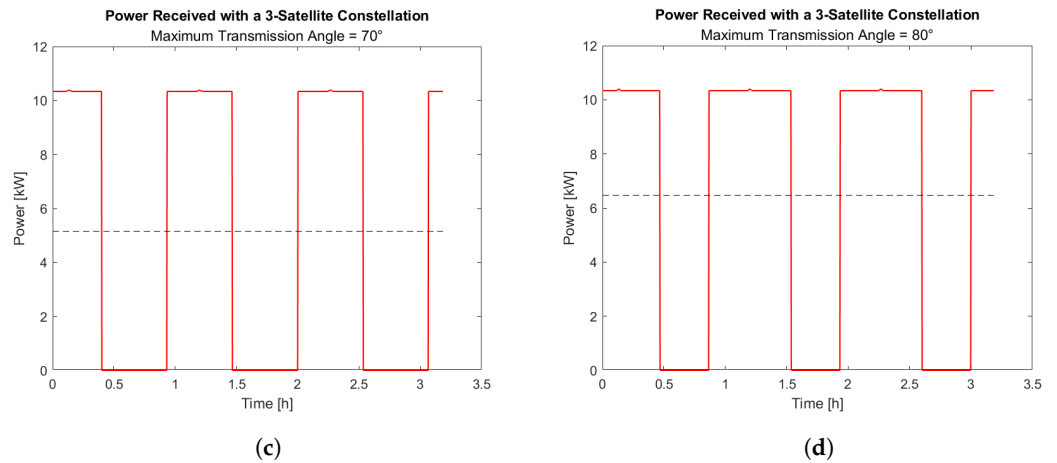 Power Received with a 3-Satellite Constellation
Maximum Transmission Angle = 70°
12
10
8
6
4
2
0
Power [kW]
0 0.5 1 1.5 2 2.5 3 3.5
Time [h]
(c)
Power Received with a 3-Satellite Constellation
Maximum Transmission Angle = 80°
12
10
8
6
4
2
0
Power [kW]
0 0.5 1 1.5 2 2.5 3 3.5
Time [h]
(d)